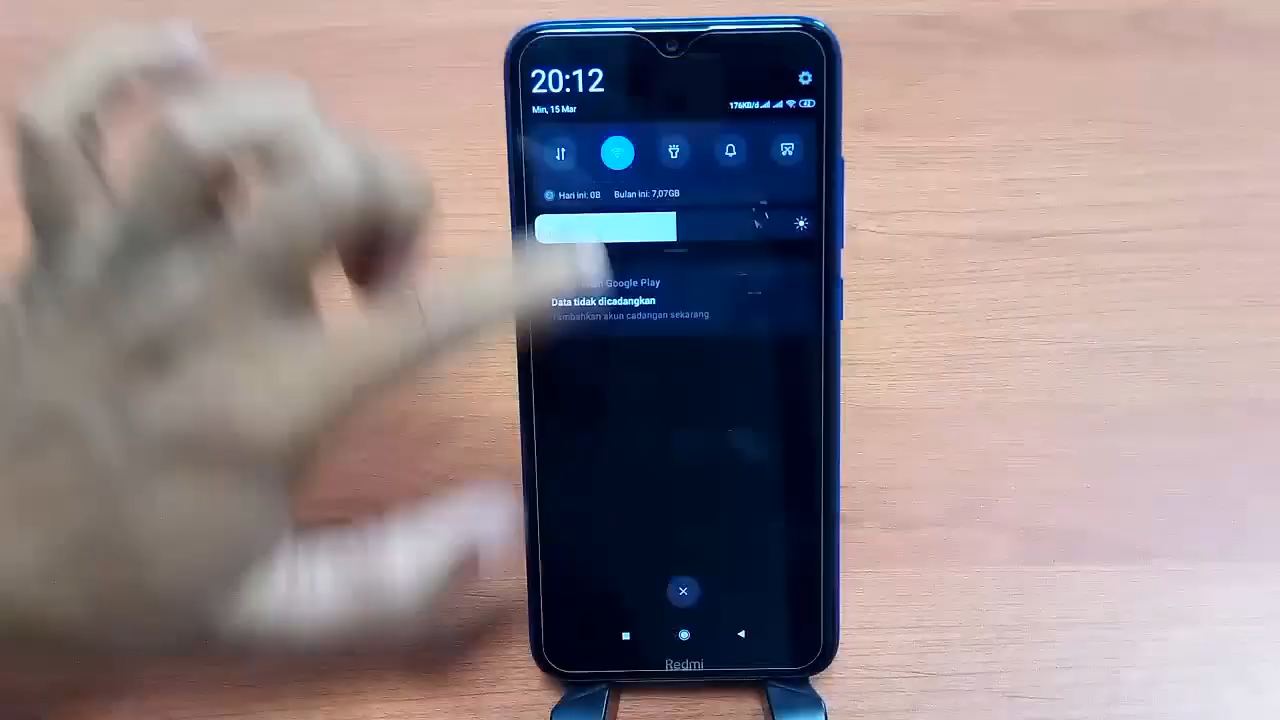 20:12
Min, 15 Mar
176KB/d
Hari ini: 0B Bulan ini: 7,07GB
Google Play
Data tidak dicadangkan
Tambahkan akun cadangan sekarang
Redmi